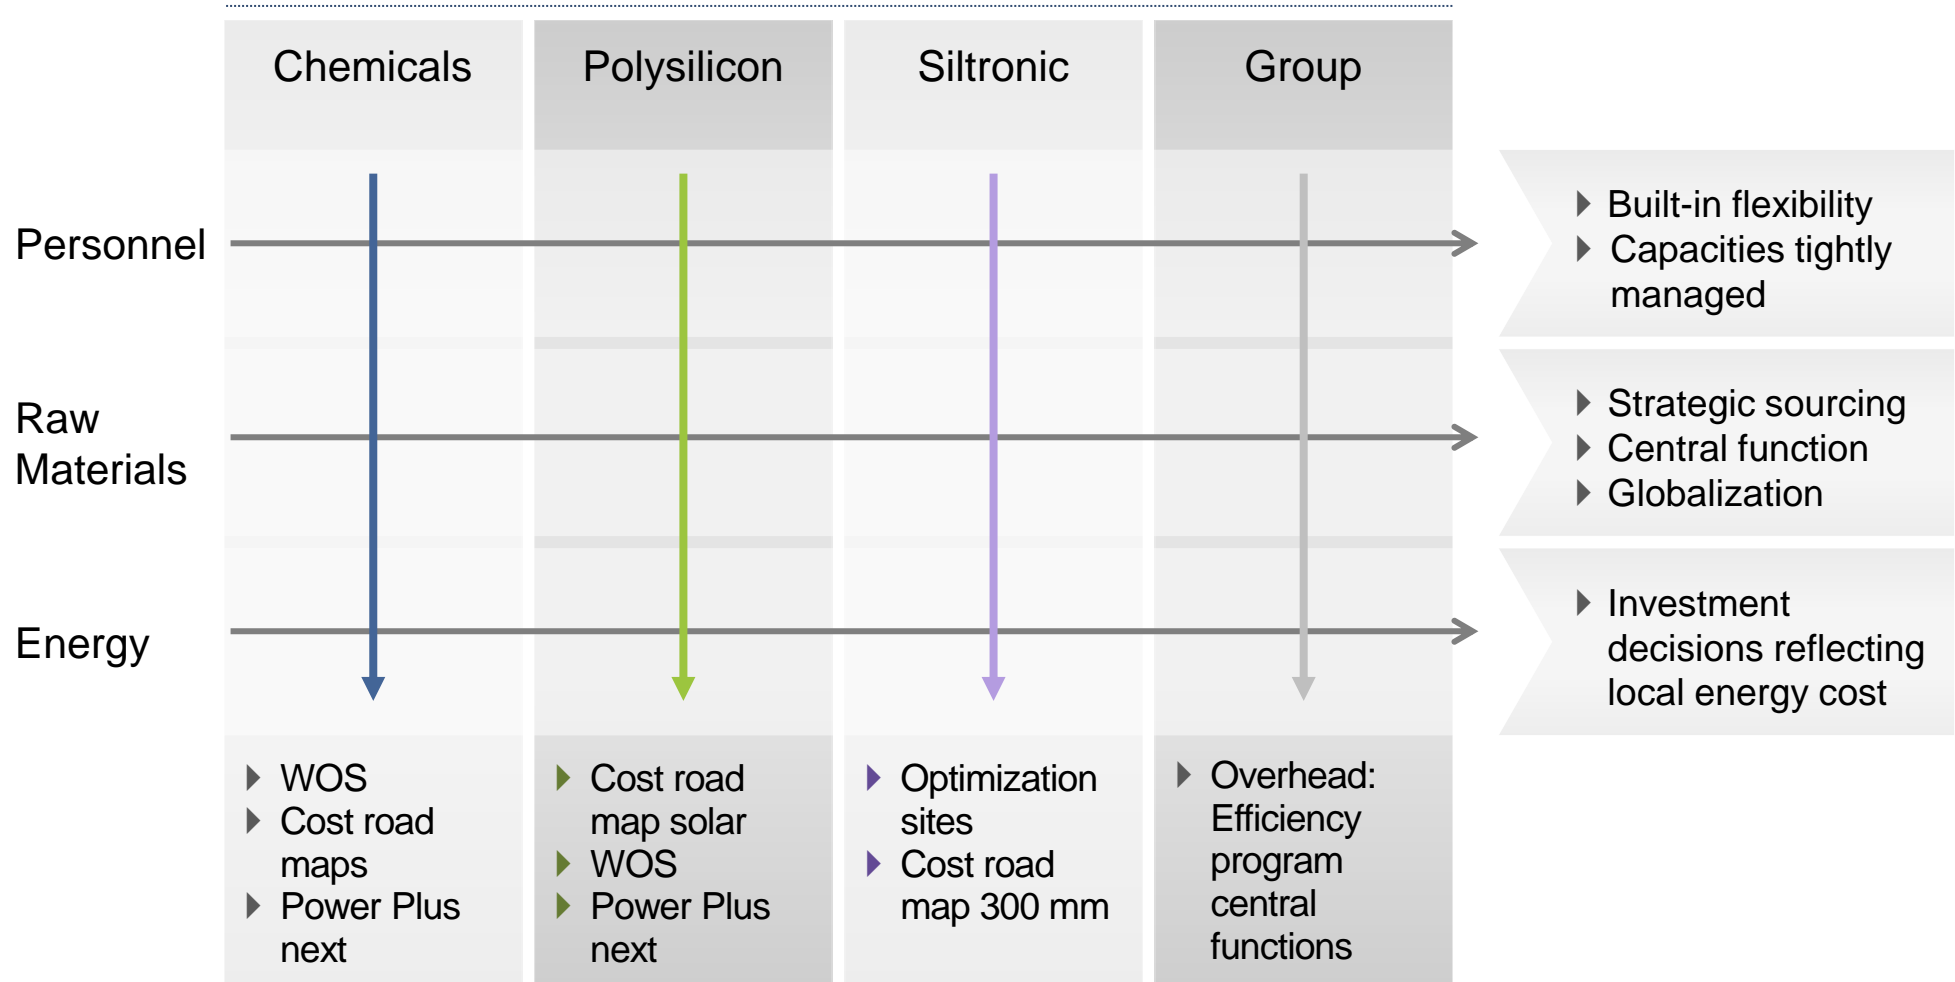 Chemicals
Polysilicon
Siltronic
Group
Personnel
Built-in flexibility
Capacities tightly
managed
Raw
Materials
Strategic sourcing
Central function
Globalization
Energy
Investment
decisions reflecting
local energy cost
WOS
Cost road
maps
Power Plus
next
Cost road
map solar
WOS
Power Plus
next
Optimization
sites
Cost road
map 300 mm
Overhead:
Efficiency
program
central
functions